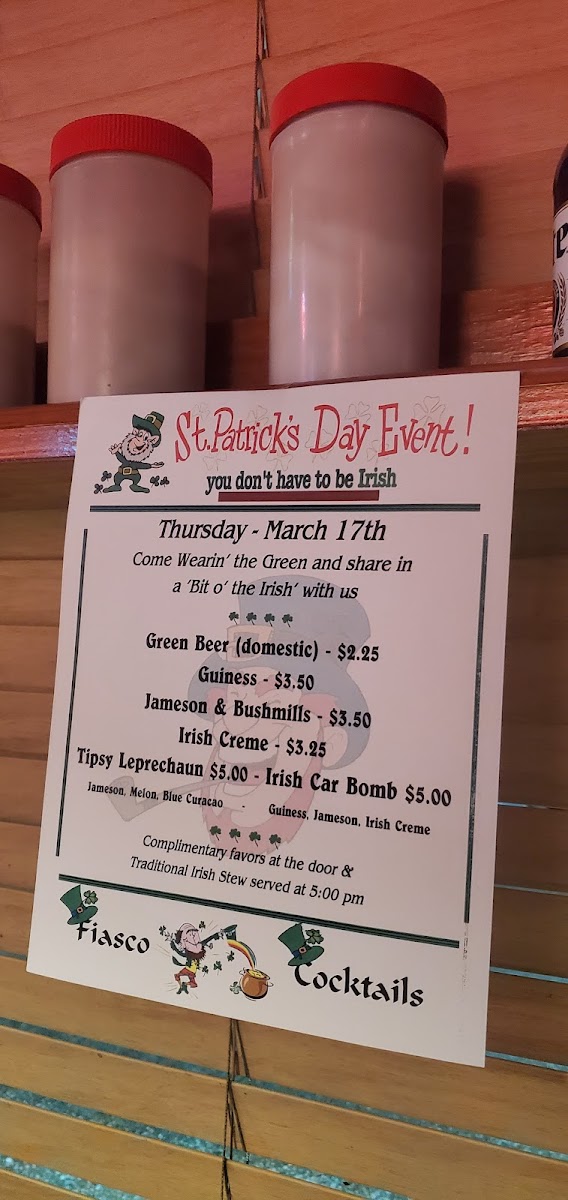 St. Patrick's Day Event!
you don't have to be Irish
Thursday - March 17th
Come Wearin' the Green and share in
a 'Bit o' the Irish' with us
Green Beer (domestic) - $2.25
Guiness - $3.50
Jameson & Bushmills - $3.50
Irish Creme - $3.25
Tipsy Leprechaun $5.00 - Irish Car Bomb $5.00
Jameson, Melon, Blue Curacao - Guiness, Jameson, Irish Creme
Complimentary favors at the door &
Traditional Irish Stew served at 5:00 pm
Fiasco Cocktails